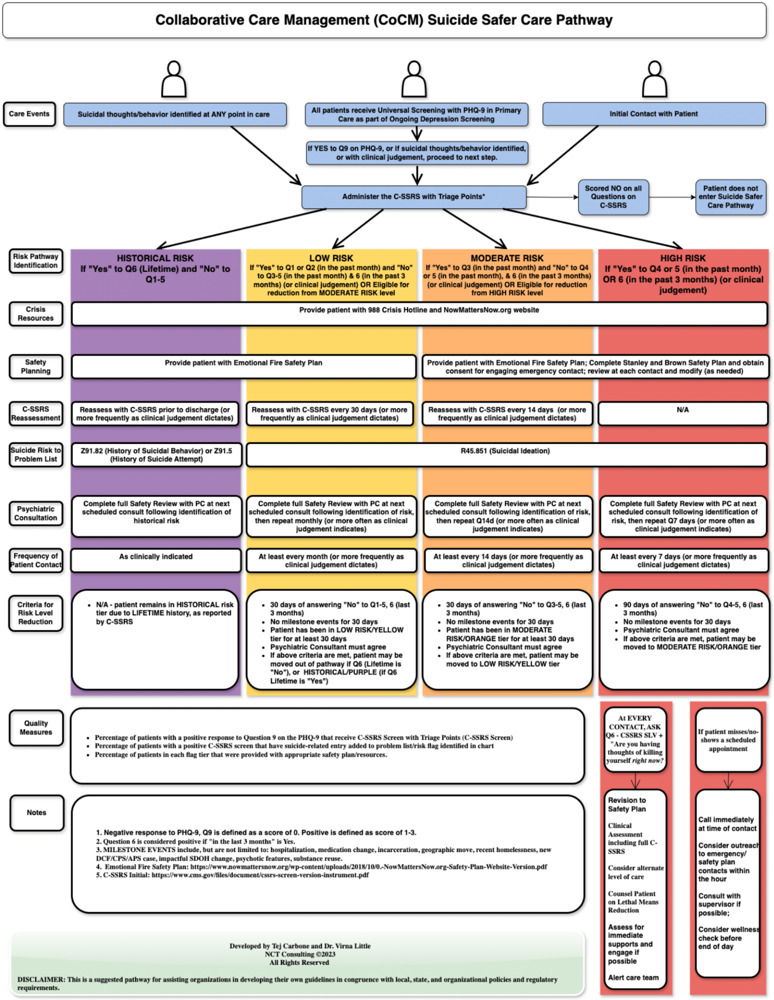 Collaborative Care Management (CoCM) Suicide Safer Care Pathway
Care Events
Suicidal thoughts/behavior identified at ANY point in care
All patients receive Universal Screening with PHQ-9 in Primary
Care as part of Ongoing Depression Screening
Initial Contact with Patient
If YES to Q9 on PHQ-9, or if suicidal thoughts/behavior identified,
or with clinical judgement, proceed to next step.
Administer the C-SSRS with Triage Points*
Scored NO on all
Questions on
C-SSRS
Patient does not
enter Suicide Safer
Care Pathway
Risk Pathway
Identification
HISTORICAL RISK
If "Yes" to Q6 (Lifetime) and "No" to
Q1-5
LOW RISK
If "Yes" to Q1 or Q2 (in the past month) and "No"
to Q3-5 (in the past month) & 6 (in the past 3
months) (or clinical judgement) OR Eligible for
reduction from MODERATE RISK level
MODERATE RISK
If "Yes" to Q3 (in the past month) and "No" to Q4
or 5 (in the past month), & 6 (in the past 3 months)
(or clinical judgement) OR Eligible for reduction
from HIGH RISK level
HIGH RISK
If "Yes" to Q4 or 5 (in the past month)
OR 6 (in the past 3 months) (or clinical
judgement)
Crisis
Resources
Provide patient with 988 Crisis Hotline and NowMattersNow.org website
Safety
Planning
Provide patient with Emotional Fire Safety Plan
Provide patient with Emotional Fire Safety Plan; Complete Stanley and Brown Safety Plan and obtain
consent for engaging emergency contact; review at each contact and modify (as needed)
C-SSRS
Reassessment
Reassess with C-SSRS prior to discharge (or
more frequently as clinical judgement dictates)
Reassess with C-SSRS every 30 days (or more
frequently as clinical judgement dictates)
Reassess with C-SSRS every 14 days (or more
frequently as clinical judgement dictates)
N/A
Suicide Risk to
Problem List
Z91.82 (History of Suicidal Behavior) or Z91.5
(History of Suicide Attempt)
R45.851 (Suicidal Ideation)
Psychiatric
Consultation
Complete full Safety Review with PC at next
scheduled consult following identification of
historical risk
Complete full Safety Review with PC at next
scheduled consult following identification of risk,
then repeat monthly (or more often as clinical
judgement indicates)
Complete full Safety Review with PC at next
scheduled consult following identification of risk,
then repeat Q14d (or more often as clinical
judgement indicates)
Complete full Safety Review with PC at next
scheduled consult following identification of
risk, then repeat Q7 days (or more often as
clinical judgement indicates)
Frequency of
Patient Contact
As clinically indicated
At least every month (or more frequently as
clinical judgement dictates)
At least every 14 days (or more frequently as
clinical judgement dictates)
At least every 7 days (or more frequently as
clinical judgement dictates)
Criteria for
Risk Level
Reduction
• N/A - patient remains in HISTORICAL risk
tier due to LIFETIME history, as reported
by C-SSRS
• 30 days of answering "No" to Q1-5, 6 (last
3 months)
• No milestone events for 30 days
• Patient has been in LOW RISK/YELLOW
tier for at least 30 days
• Psychiatric Consultant must agree
• If above criteria are met, patient may be
moved out of pathway if Q6 (Lifetime is
"No"), or HISTORICAL/PURPLE (if Q6
Lifetime is "Yes")
• 30 days of answering "No" to Q3-5, 6 (last
3 months)
• No milestone events for 30 days
• Patient has been in MODERATE
RISK/ORANGE tier for at least 30 days
• Psychiatric Consultant must agree
• If above criteria are met, patient may be
moved to LOW RISK/YELLOW tier
• 90 days of answering "No" to Q4-5, 6 (last
3 months)
• No milestone events for 30 days
• Psychiatric Consultant must agree
• If above criteria are met, patient may be
moved to MODERATE RISK/ORANGE tier
Quality
Measures
• Percentage of patients with a positive response to Question 9 on the PHQ-9 that receive C-SSRS Screen with Triage Points (C-SSRS Screen)
• Percentage of patients with a positive C-SSRS screen that have suicide-related entry added to problem list/risk flag identified in chart
• Percentage of patients in each flag tier that were provided with appropriate safety plan/resources.
At EVERY
CONTACT, ASK
Q6 - CSSRS SLV +
"Are you having
thoughts of killing
yourself right now?
If patient misses/no-
shows a scheduled
appointment
Notes
1. Negative response to PHQ-9, Q9 is defined as a score of 0. Positive is defined as score of 1-3.
2. Question 6 is considered positive if "in the last 3 months" is Yes.
3. MILESTONE EVENTS include, but are not limited to: hospitalization, medication change, incarceration, geographic move, recent homelessness, new
DCF/CPS/APS case, impactful SDOH change, psychotic features, substance reuse.
4. Emotional Fire Safety Plan: https://www.nowmattersnow.org/wp-content/uploads/2018/10/0.-NowMattersNow.org-Safety-Plan-Website-Version.pdf
5. C-SSRS Initial: https://www.cms.gov/files/document/cssrs-screen-version-instrument.pdf
Revision to
Safety Plan
Clinical
Assessment
including full C-
SSRS
Consider alternate
level of care
Counsel Patient
on Lethal Means
Reduction
Assess for
immediate
supports and
engage if
possible
Alert care team
Call immediately
at time of contact
Consider outreach
to emergency/
safety plan
contacts within
the hour
Consult with
supervisor if
possible;
Consider wellness
check before
end of day
Developed by Tej Carbone and Dr. Virna Little
NCT Consulting ©2023
All Rights Reserved
DISCLAIMER: This is a suggested pathway for assisting organizations in developing their own guidelines in congruence with local, state, and organizational policies and regulatory
requirements.